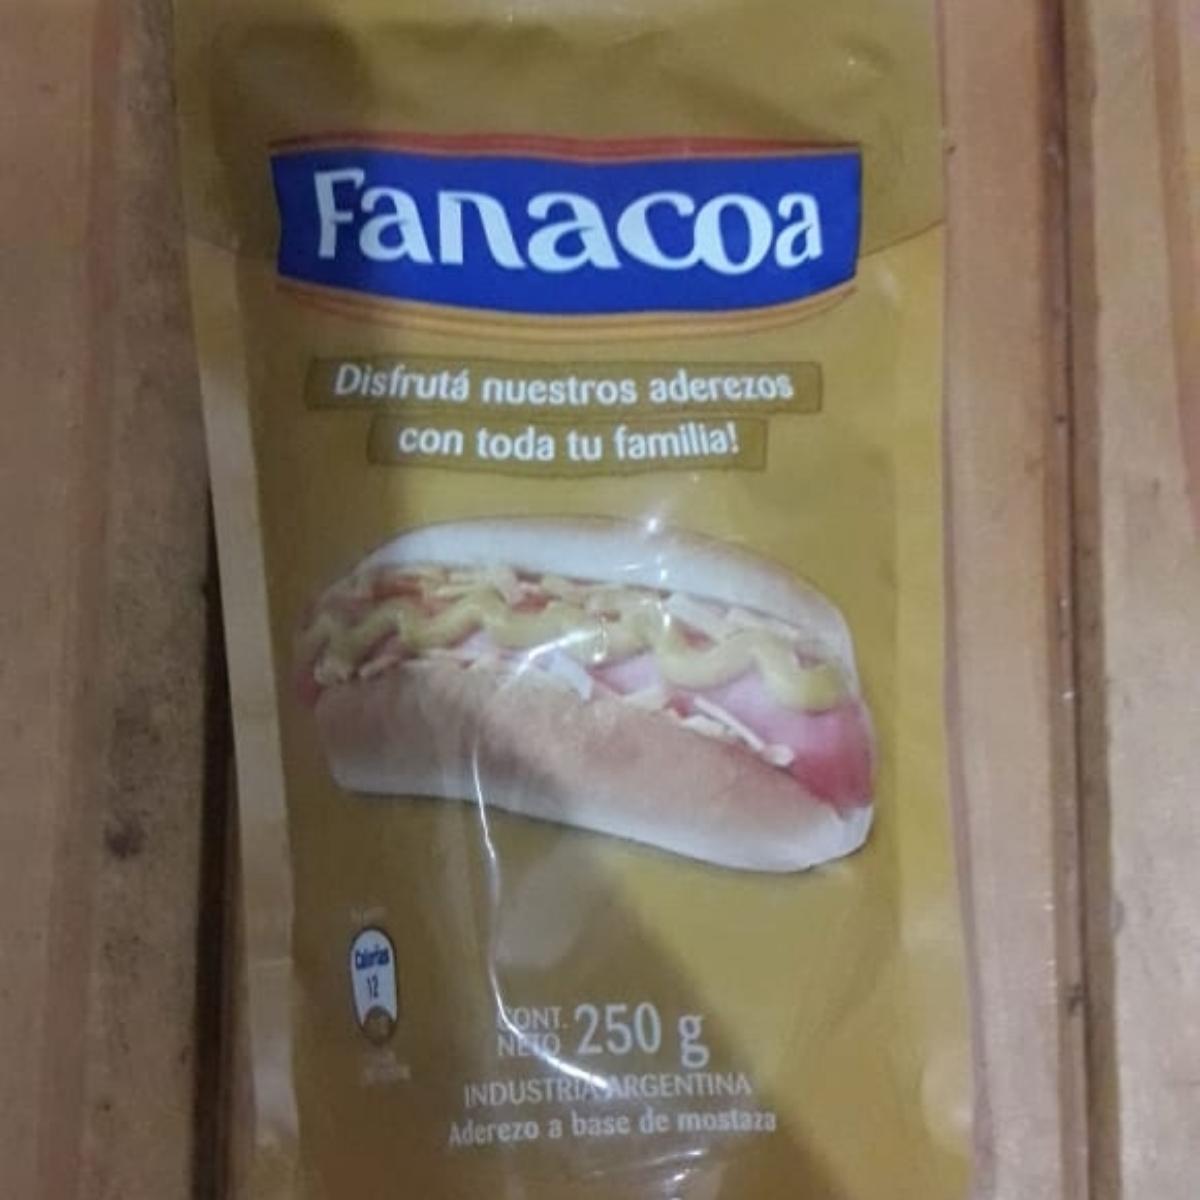 Fanacoa
Disfrutá nuestros aderezos
con toda tu familia!
Calorías
12
CONT.
NETO 250 g
INDUSTRIA ARGENTINA
Aderezo a base de mostaza